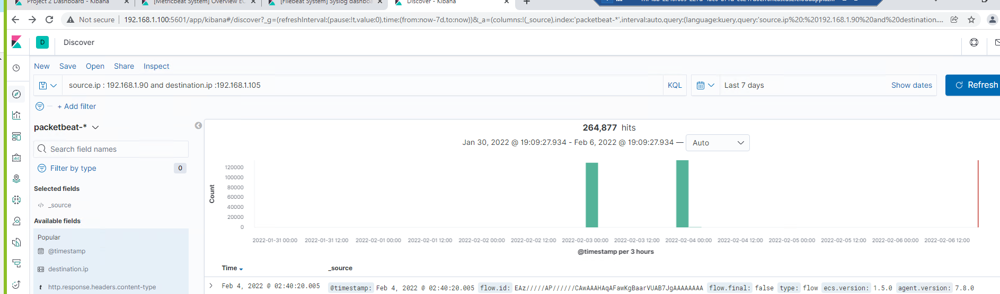 Project 2 Dashboard - Kibana
[Metricbeat System] Overview EC
[Filebeat System] Syslog dashboa
Discover - Kibana
Not secure
192.168.1.100:5601/app/kibana#/discover?_g=(refreshInterval:(pause:!t,value:0),time:(from:now-7d,to:now))&_a=(columns:!(_source),index:'packetbeat-*',interval:auto,query:(language:kuery,query:'source.ip%20:%20192.168.1.90%20and%20destination....
D
Discover
New Save Open Share Inspect
source.ip : 192.168.1.90 and destination.ip :192.168.1.105
KQL
Last 7 days
Show dates
Refresh
+ Add filter
packetbeat-*
Search field names
Filter by type
0
Selected fields
</> _source
Available fields
Popular
@timestamp
destination.ip
t http.response.headers.content-type
264,877 hits
Jan 30, 2022 @ 19:09:27.934 - Feb 6, 2022 @ 19:09:27.934 —
Auto
Count
120000
100000
80000
60000
40000
20000
0
2022-01-31 00:00 2022-01-31 12:00 2022-02-01 00:00 2022-02-01 12:00 2022-02-02 00:00 2022-02-02 12:00 2022-02-03 00:00 2022-02-03 12:00 2022-02-04 00:00 2022-02-04 12:00 2022-02-05 00:00 2022-02-05 12:00 2022-02-06 00:00 2022-02-06 12:00
@timestamp per 3 hours
Time _source
Feb 4, 2022 @ 02:40:20.005 @timestamp: Feb 4, 2022 @ 02:40:20.005 flow.id: EAz/////AP//////CAwAAAHAqAFawKgBaarVUAB7JgAAAAAAAA flow.final: false type: flow ecs.version: 1.5.0 agent.version: 7.8.0